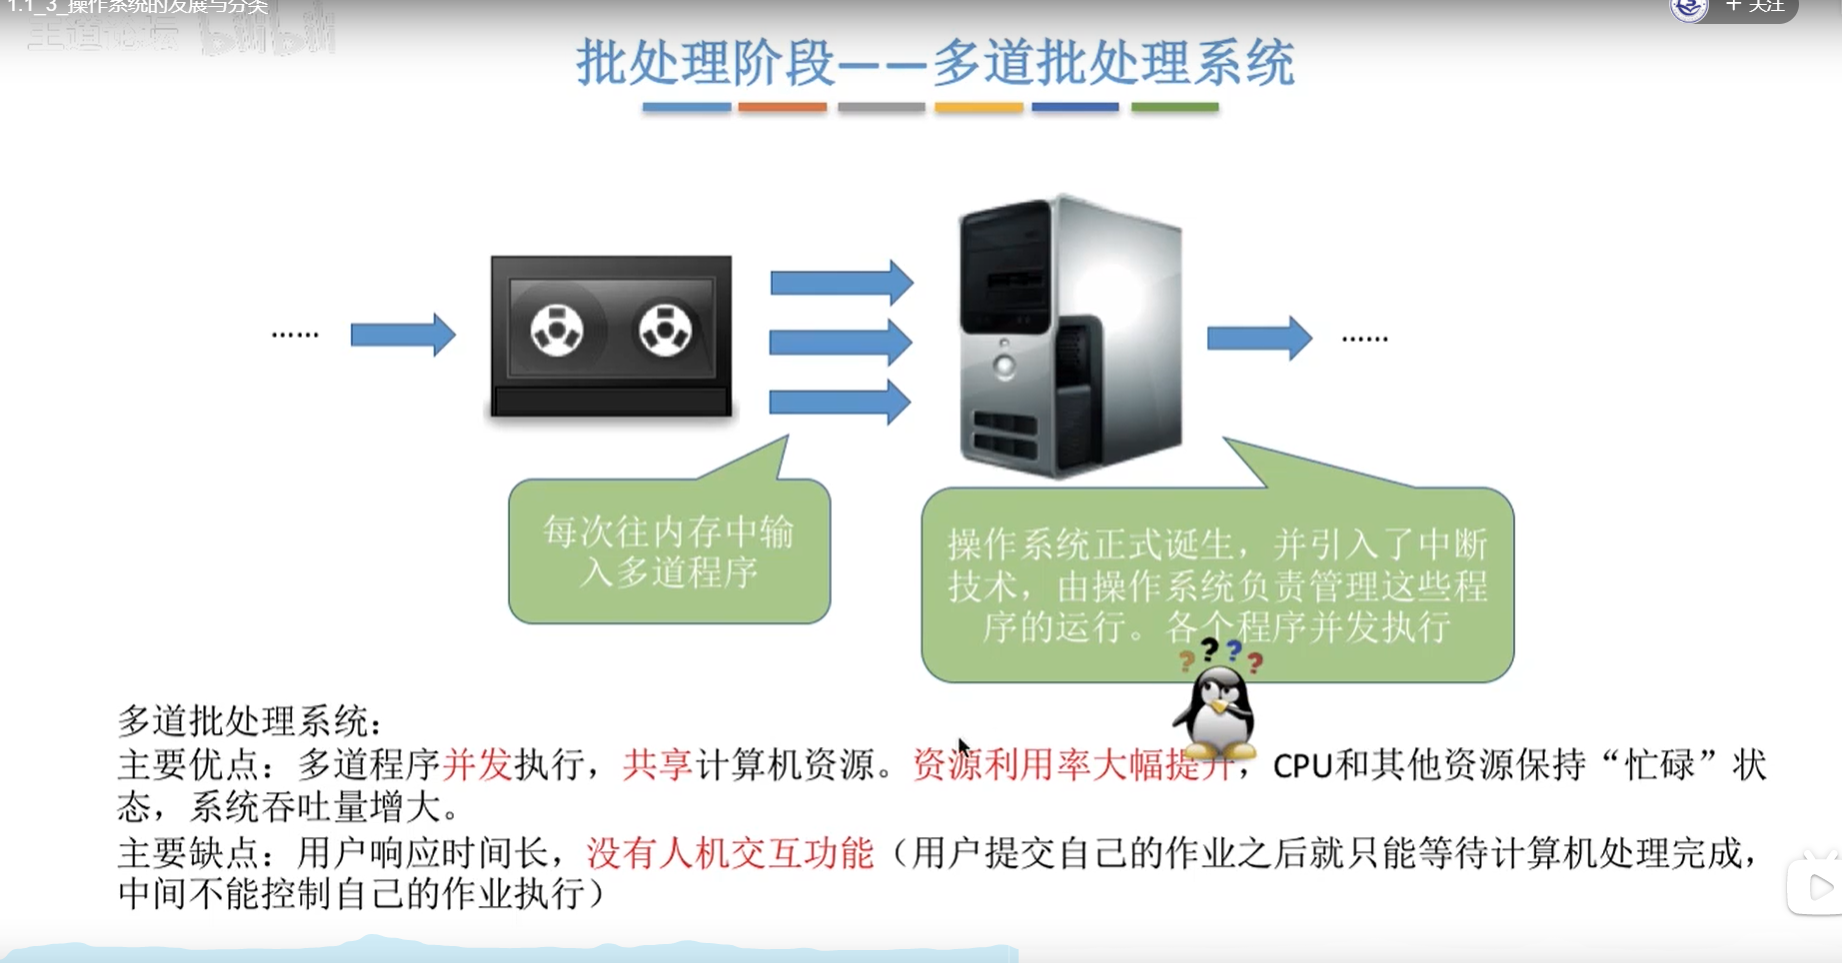 1.1_3_操作系统的发展与分类
+ 关注
王道论坛 bilibili
批处理阶段——多道批处理系统
······
······
每次往内存中输
入多道程序
操作系统正式诞生，并引入了中断
技术，由操作系统负责管理这些程
序的运行。各个程序并发执行
????
多道批处理系统：
主要优点：多道程序并发执行，共享计算机资源。资源利用率大幅提升，CPU和其他资源保持“忙碌”状
态，系统吞吐量增大。
主要缺点：用户响应时间长，没有人机交互功能（用户提交自己的作业之后就只能等待计算机处理完成，
中间不能控制自己的作业执行）